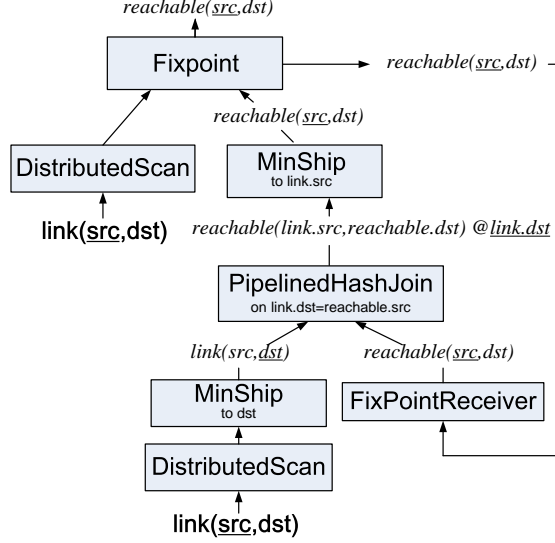 reachable(src,dst)
Fixpoint
reachable(src,dst)
reachable(src,dst)
DistributedScan
MinShip
to link.src
link(src,dst)
reachable(link.src,reachable.dst) @link.dst
PipelinedHashJoin
on link.dst=reachable.src
link(src,dst)
reachable(src,dst)
MinShip
to dst
FixPointReceiver
DistributedScan
link(src,dst)